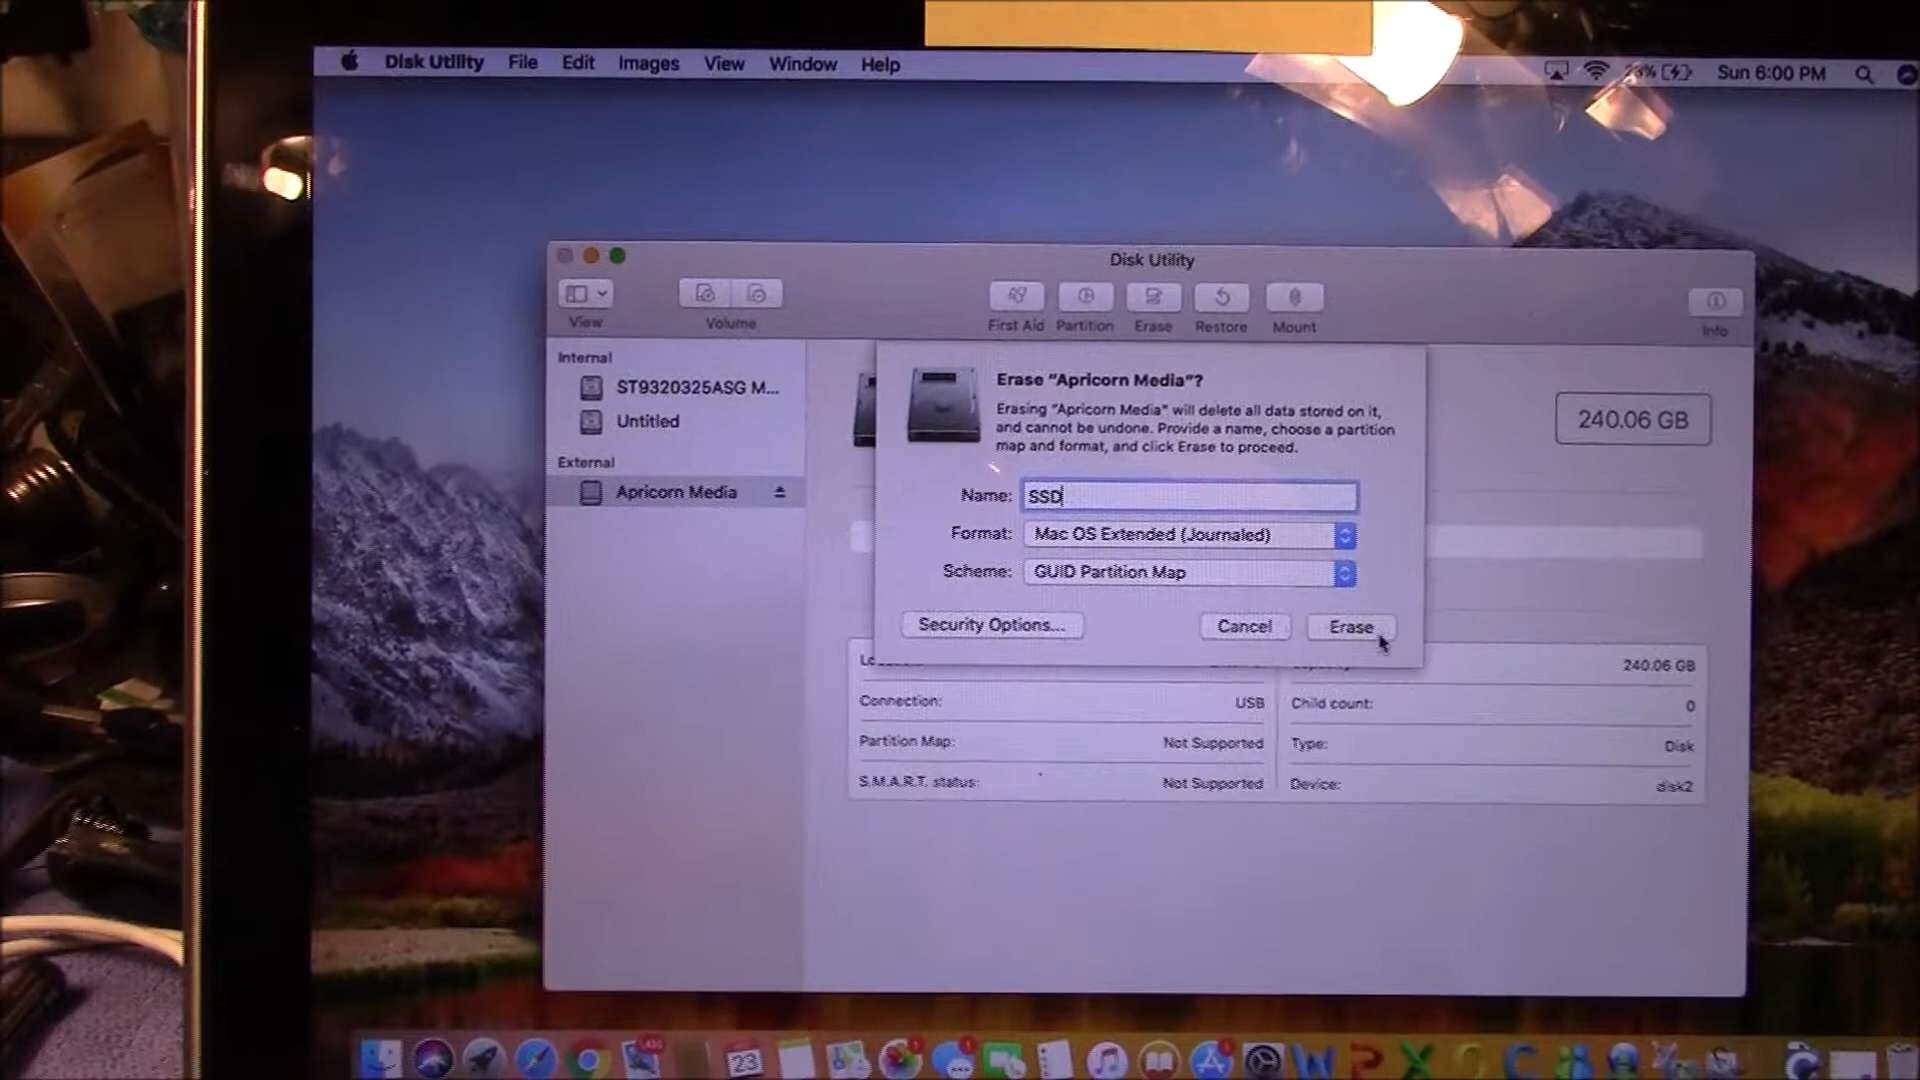 Disk Utility File Edit Images View Window Help
Sun 6:00 PM
Disk Utility
View Volume First Aid Partition Erase Restore Mount Info
Internal
ST9320325ASG M...
Untitled
External
Apricorn Media
Erase “Apricorn Media”?
Erasing “Apricorn Media” will delete all data stored on it,
and cannot be undone. Provide a name, choose a partition
map and format, and click Erase to proceed.
240.06 GB
Name: SSD
Format: Mac OS Extended (Journaled)
Scheme: GUID Partition Map
Security Options... Cancel Erase
240.06 GB
Connection: USB Child count: 0
Partition Map: Not Supported Type: Disk
S.M.A.R.T. status: Not Supported Device: disk2
23